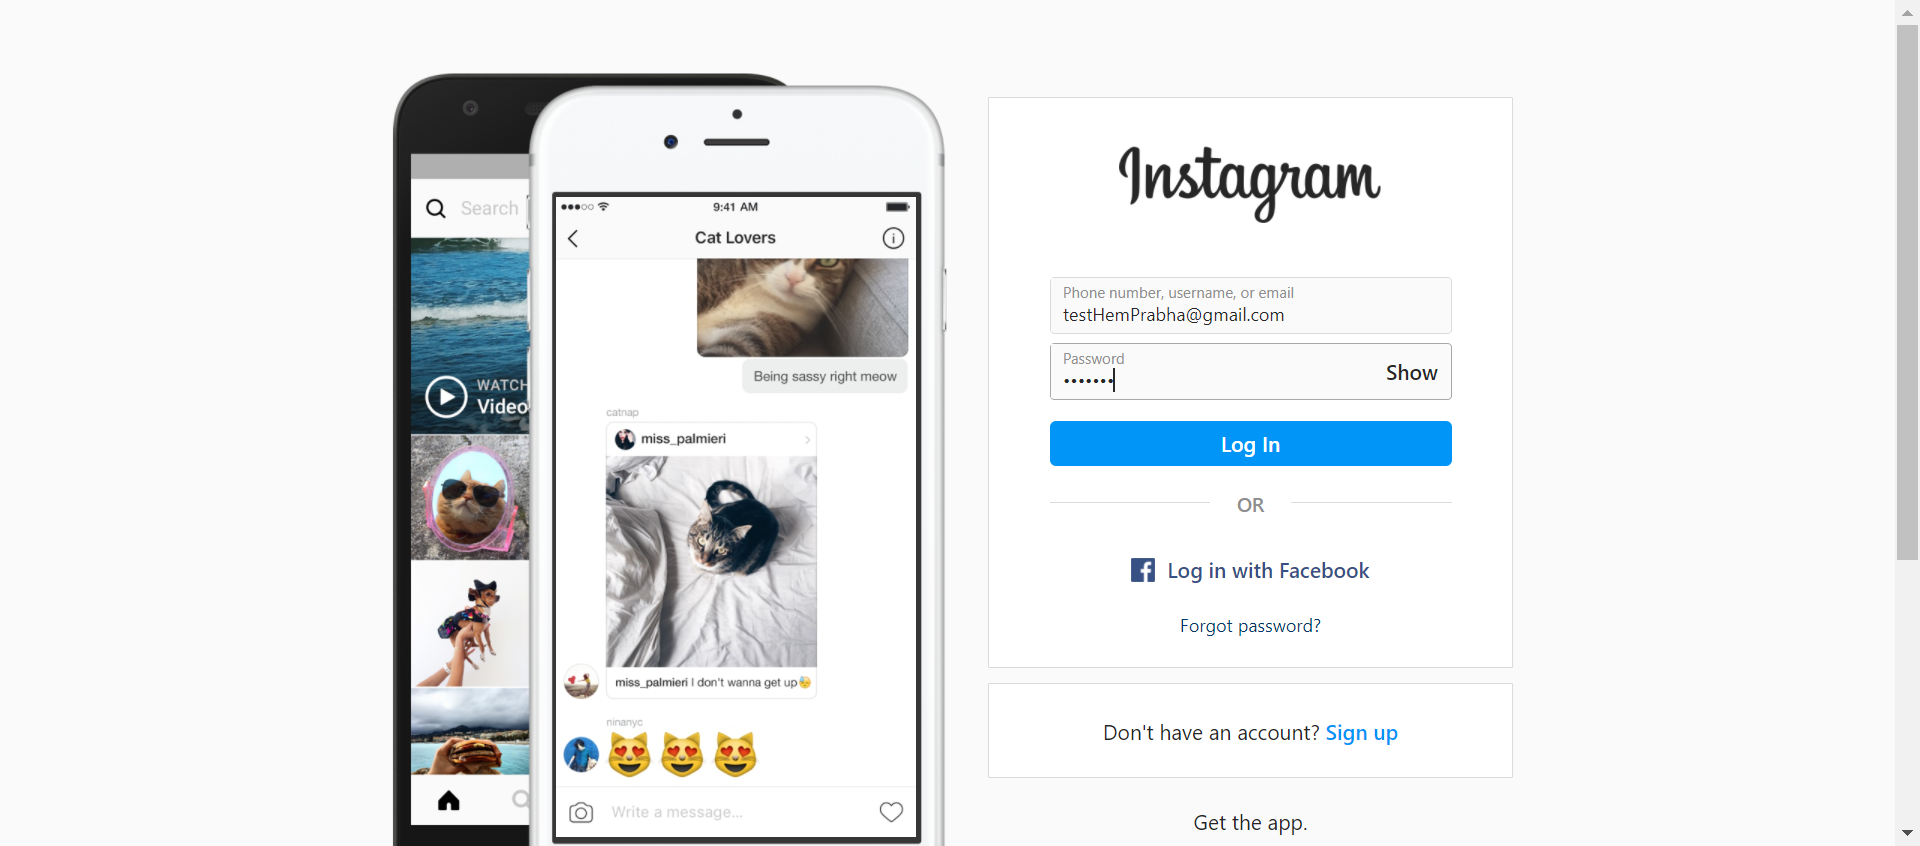 Search
WATCH
Video
9:41 AM
Cat Lovers
Being sassy right meow
catnap
miss_palmieri
miss_palmieri I don't wanna get up
ninanyc
Write a message...
Instagram
Phone number, username, or email
testHemPrabha@gmail.com
Password
•••••••
Show
Log In
OR
Log in with Facebook
Forgot password?
Don't have an account? Sign up
Get the app.